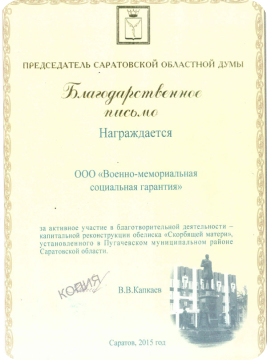 ПРЕДСЕДАТЕЛЬ САРАТОВСКОЙ ОБЛАСТНОЙ ДУМЫ
Благодарственное
письмо
Награждается
ООО «Военно-мемориальная
социальная гарантия»
за активное участие в благотворительной деятельности –
капитальной реконструкции обелиска «Скорбящей матери»,
установленного в Пугачевском муниципальном районе
Саратовской области.
КОПИЯ
В.В.Капкаев
Саратов, 2015 год